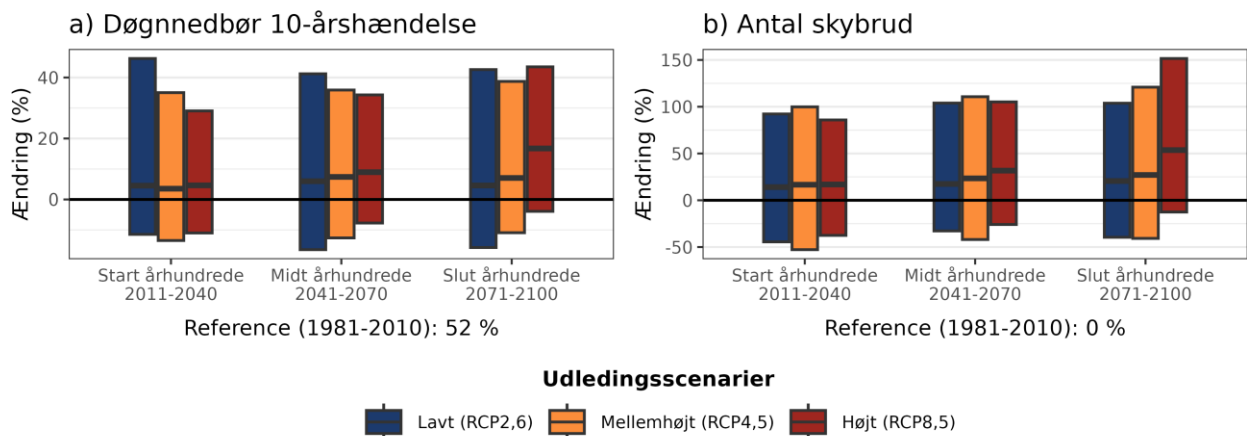 a) Døgnnedbør 10-årshændelse
b) Antal skybrud
Ændring (%)
40
20
0
Start århundrede
2011-2040
Midt århundrede
2041-2070
Slut århundrede
2071-2100
Reference (1981-2010): 52 %
Ændring (%)
150
100
50
0
-50
Start århundrede
2011-2040
Midt århundrede
2041-2070
Slut århundrede
2071-2100
Reference (1981-2010): 0 %
Udledingsscenarier
Lavt (RCP2,6)
Mellemhøjt (RCP4,5)
Højt (RCP8,5)